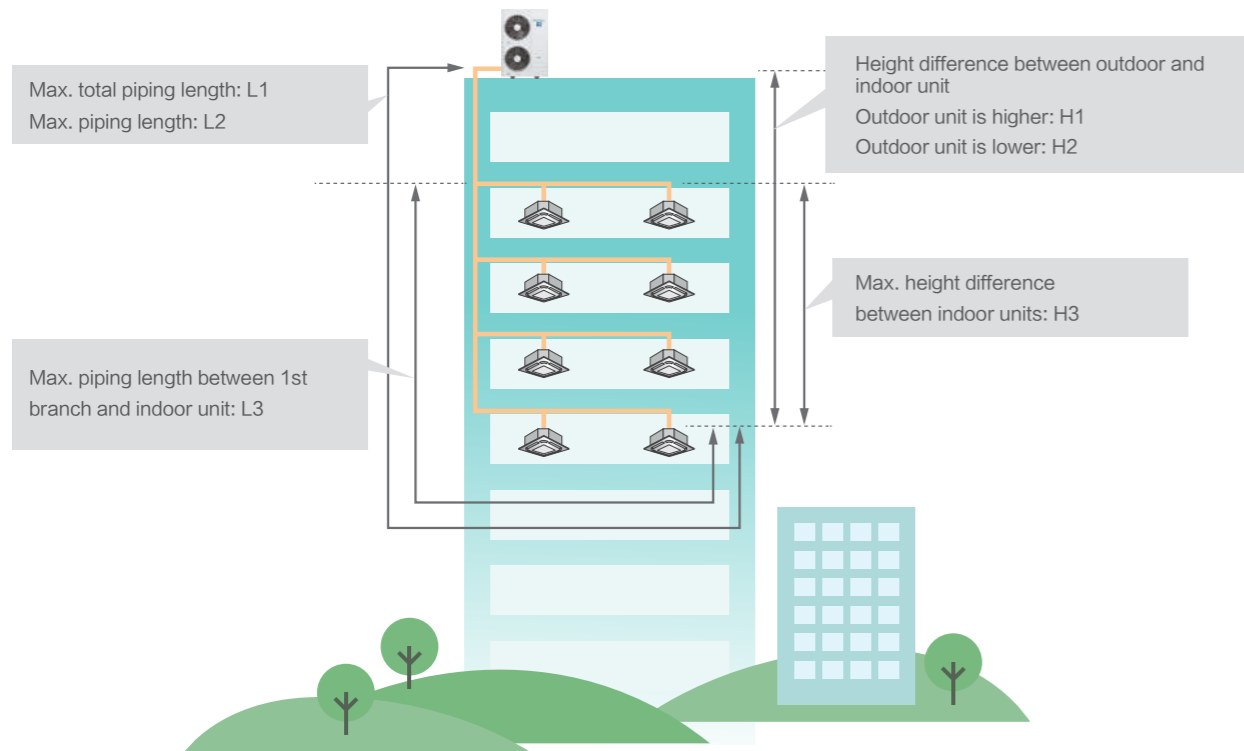 Max. total piping length: L1
Max. piping length: L2
Height difference between outdoor and
indoor unit
Outdoor unit is higher: H1
Outdoor unit is lower: H2
Max. height difference
between indoor units: H3
Max. piping length between 1st
branch and indoor unit: L3